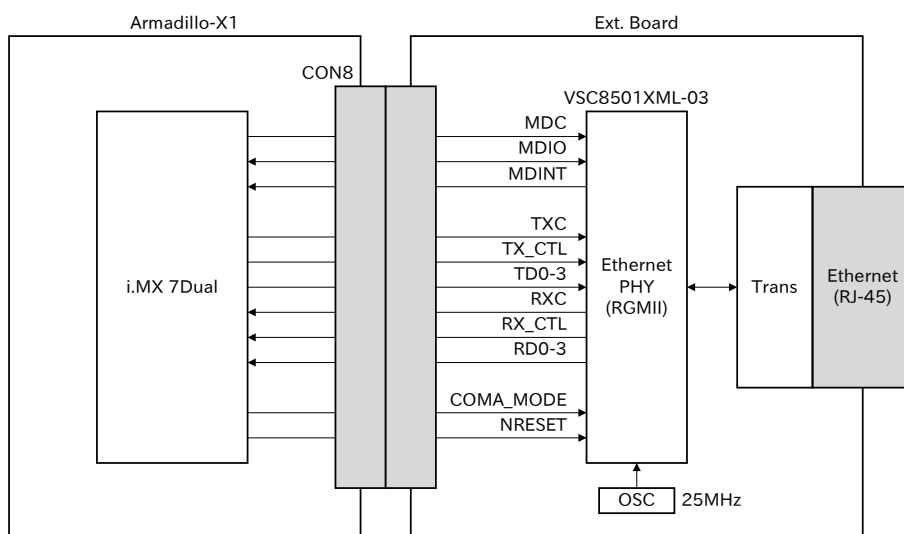 Armadillo-X1
Ext. Board
CON8
VSC8501XML-03
MDC
MDIO
MDINT
TXC
TX_CTL
TD0-3
RXC
RX_CTL
RD0-3
COMA_MODE
NRESET
i.MX 7Dual
Ethernet
PHY
(RGMII)
Trans
Ethernet
(RJ-45)
OSC
25MHz